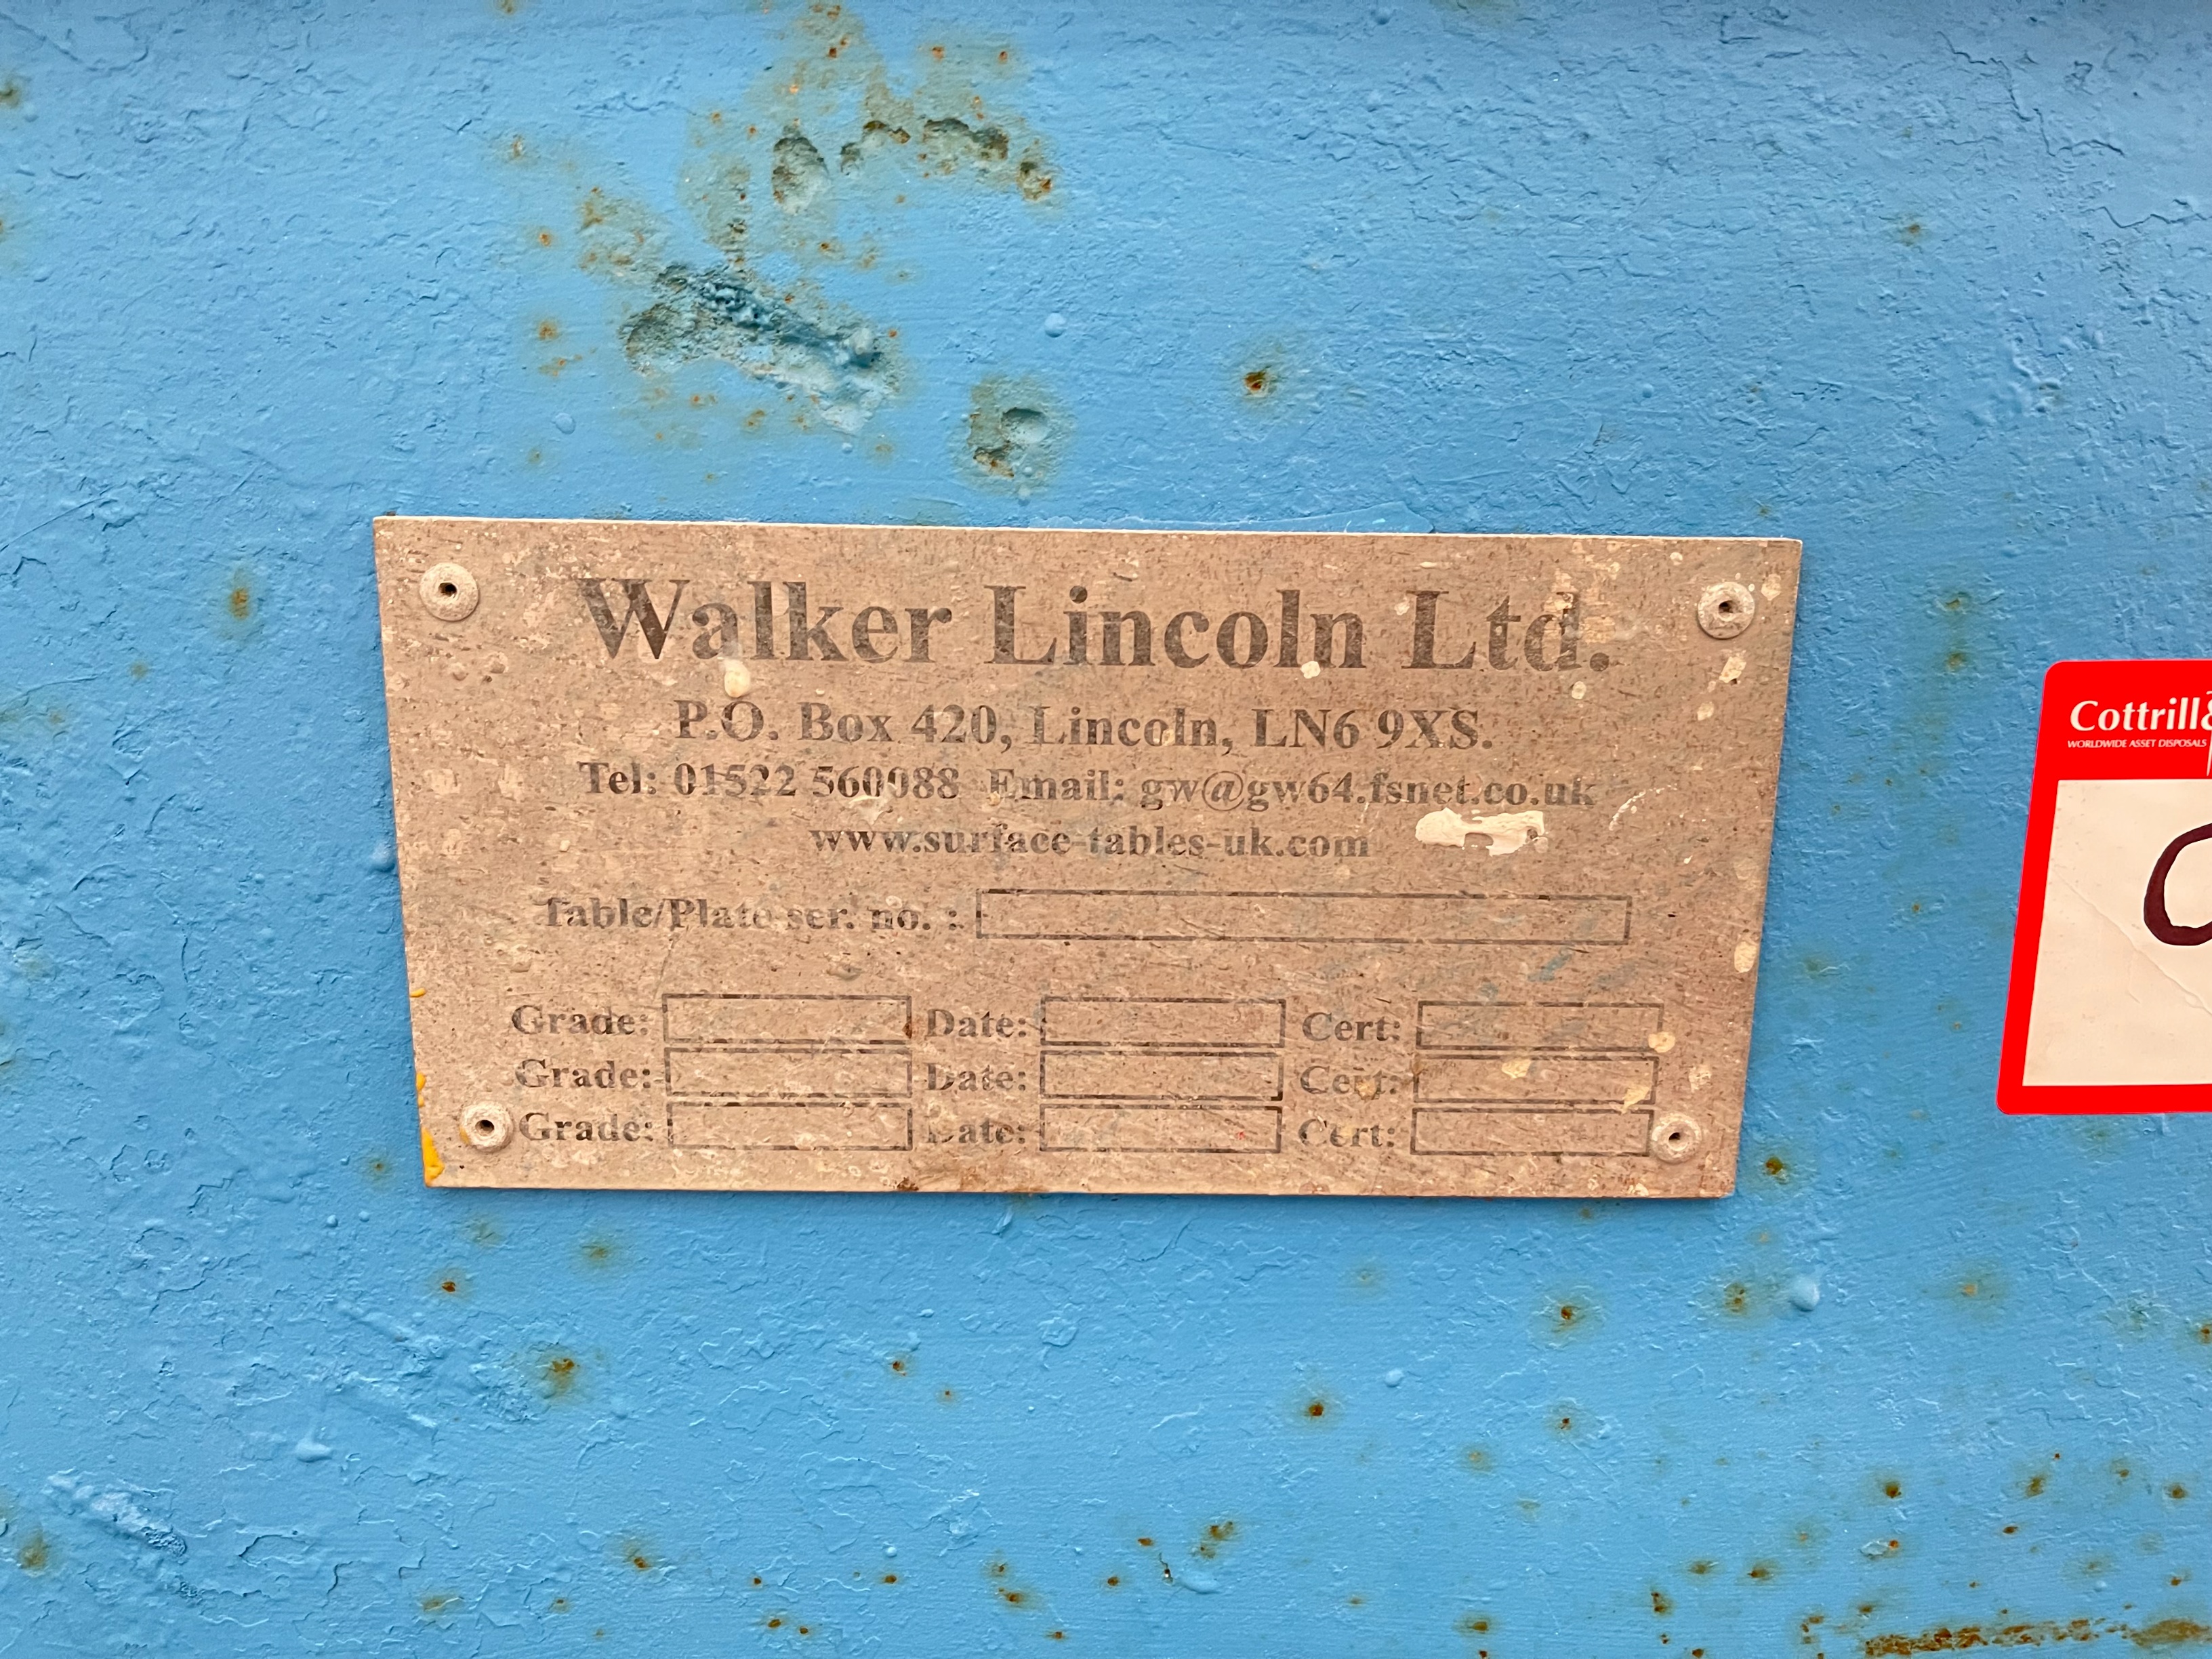 Walker Lincoln Ltd.
P.O. Box 420, Lincoln, LN6 9XS.
Tel: 01522 560088 Email: gw@gw64.fsnet.co.uk
www.surface-tables-uk.com
Table/Plate ser. no. :
Grade: Date: Cert:
Grade: Date: Cert:
Grade: Date: Cert:
Cottrill&
WORLDWIDE ASSET DISPOSALS